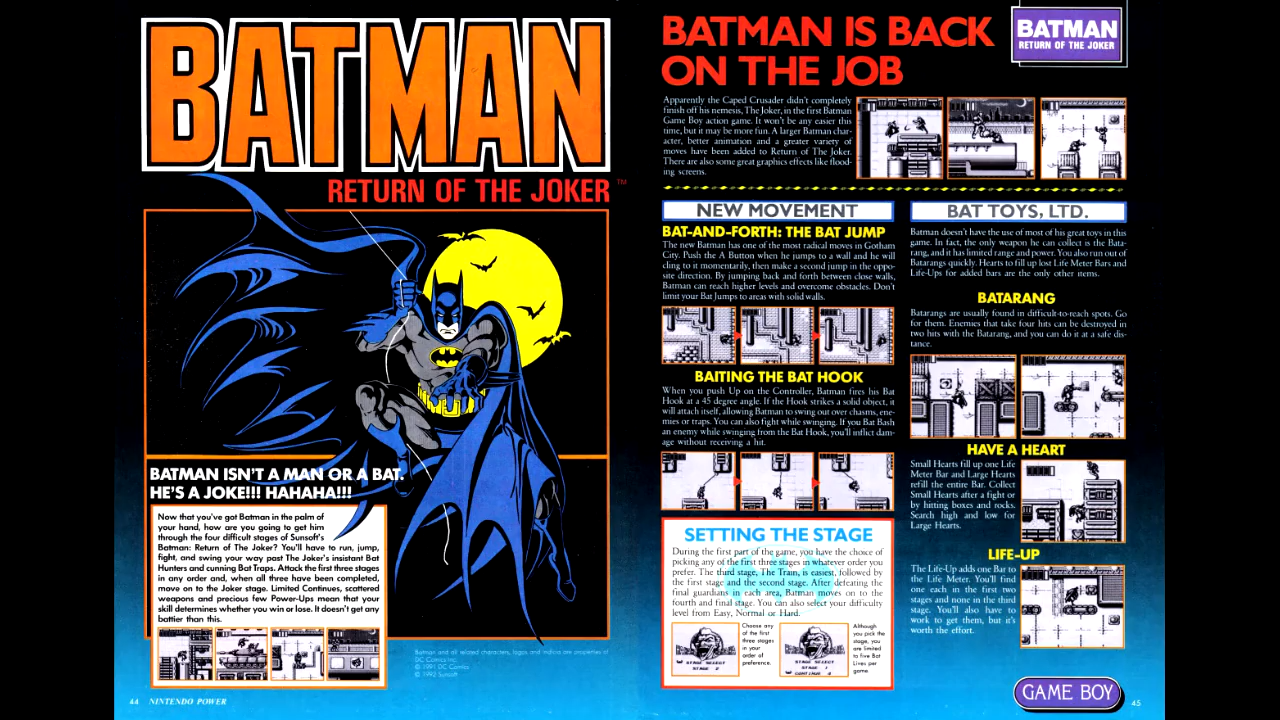 BATMAN
RETURN OF THE JOKER™
BATMAN ISN'T A MAN OR A BAT.
HE'S A JOKE!!! HAHAHA!!!
Now that you've got Batman in the palm of
your hand, how are you going to get him
through the four difficult stages of Sunsoft's
Batman: Return of The Joker? You'll have to run, jump,
fight, and swing your way past The Joker's insistant Bat
Hunters and cunning Bat Traps. Attack the first three stages
in any order and, when all three have been completed,
move on to the Joker stage. Limited Continues, scattered
weapons and precious few Power-Ups mean that your
skill determines whether you win or lose. It doesn't get any
battier than this.
Batman and all related characters, logos and indicia are properties of
DC Comics Inc.
© 1991 DC Comics
© 1992 Sunsoft
44 NINTENDO POWER
BATMAN IS BACK
ON THE JOB
BATMAN
RETURN OF THE JOKER
Apparently the Caped Crusader didn't completely
finish off his nemesis, The Joker, in the first Batman
Game Boy action game. It won't be any easier this
time, but it may be more fun. A larger Batman char-
acter, better animation and a greater variety of
moves have been added to Return of The Joker.
There are also some great graphics effects like flood-
ing screens.
NEW MOVEMENT
BAT-AND-FORTH: THE BAT JUMP
The new Batman has one of the most radical moves in Gotham
City. Push the A Button when he jumps to a wall and he will
cling to it momentarily, then make a second jump in the oppo-
site direction. By jumping back and forth between close walls,
Batman can reach higher levels and overcome obstacles. Don't
limit your Bat Jumps to areas with solid walls.
BAITING THE BAT HOOK
When you push Up on the Controller, Batman fires his Bat
Hook at a 45 degree angle. If the Hook strikes a solid object, it
will attach itself, allowing Batman to swing out over chasms, ene-
mies or traps. You can also fight while swinging. If you Bat Bash
an enemy while swinging from the Bat Hook, you'll inflict dam-
age without receiving a hit.
SETTING THE STAGE
During the first part of the game, you have the choice of
picking any of the first three stages in whatever order you
prefer. The third stage, The Train, is easiest, followed by
the first stage and the second stage. After defeating the
final guardians in each area, Batman moves on to the
fourth and final stage. You can also select your difficulty
level from Easy, Normal or Hard.
STAGE SELECT
STAGE 2
Choose any
of the first
three stages
in your
order of
preference.
STAGE SELECT
STAGE 1
CONTINUE 4
Although
you pick the
stage, you
are limited
to five Bat
Lives per
game.
BAT TOYS, LTD.
Batman doesn't have the use of most of his great toys in this
game. In fact, the only weapon he can collect is the Bata-
rang, and it has limited range and power. You also run out of
Batarangs quickly. Hearts to fill up lost Life Meter Bars and
Life-Ups for added bars are the only other items.
BATARANG
Batarangs are usually found in difficult-to-reach spots. Go
for them. Enemies that take four hits can be destroyed in
two hits with the Batarang, and you can do it at a safe dis-
tance.
HAVE A HEART
Small Hearts fill up one Life
Meter Bar and Large Hearts
refill the entire Bar. Collect
Small Hearts after a fight or
by hitting boxes and rocks.
Search high and low for
Large Hearts.
LIFE-UP
The Life-Up adds one Bar to
the Life Meter. You'll find
one each in the first two
stages and none in the third
stage. You'll also have to
work to get them, but it's
worth the effort.
GAME BOY
45